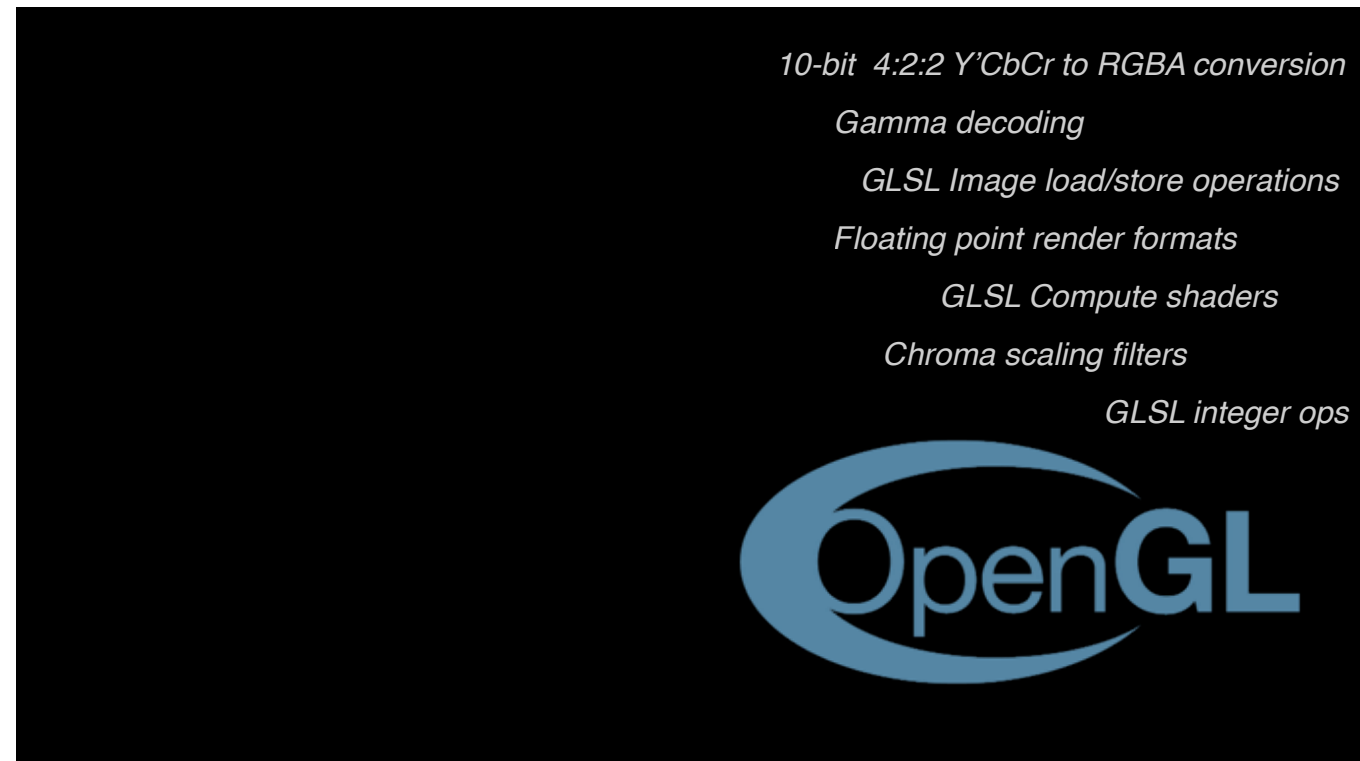 10-bit  4:2:2 Y’CbCr to RGBA conversion
Gamma decoding
GLSL Image load/store operations
Floating point render formats
GLSL Compute shaders
Chroma scaling filters
GLSL integer ops
OpenGL